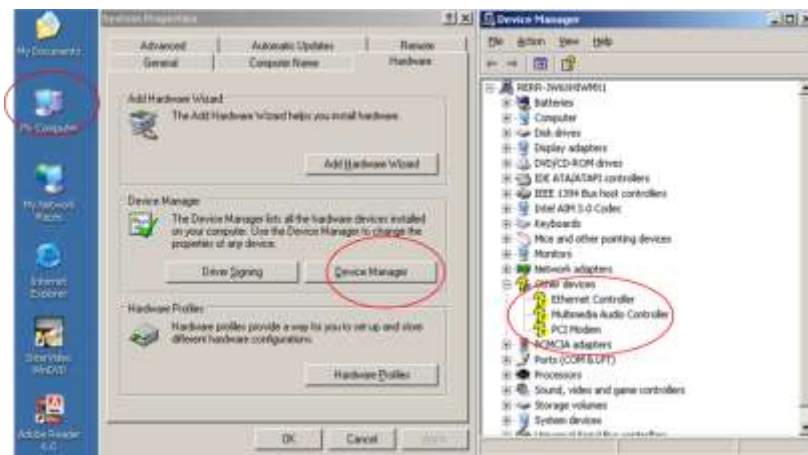 My Documents
My Computer
My Network
Places
Internet
Explorer
InterVideo
WinDVD
Adobe Reader
6.0
System Properties
Advanced
Automatic Updates
Remote
General
Computer Name
Hardware
Add Hardware Wizard
The Add Hardware Wizard helps you install hardware.
Add Hardware Wizard
Device Manager
The Device Manager lists all the hardware devices installed
on your computer. Use the Device Manager to change the
properties of any device.
Driver Signing
Device Manager
Hardware Profiles
Hardware profiles provide a way for you to set up and store
different hardware configurations.
Hardware Profiles
OK
Cancel
Apply
Device Manager
File Action View Help
Batteries
Computer
Disk drives
Display adapters
DVD/CD-ROM drives
IDE ATA/ATAPI controllers
IEEE 1394 Bus host controllers
Keyboards
Mice and other pointing devices
Monitors
Network adapters
Other devices
Ethernet Controller
Multimedia Audio Controller
PCI Modem
PCMCIA adapters
Ports (COM & LPT)
Processors
Sound, video and game controllers
Storage volumes
System devices
Universal Serial Bus controllers